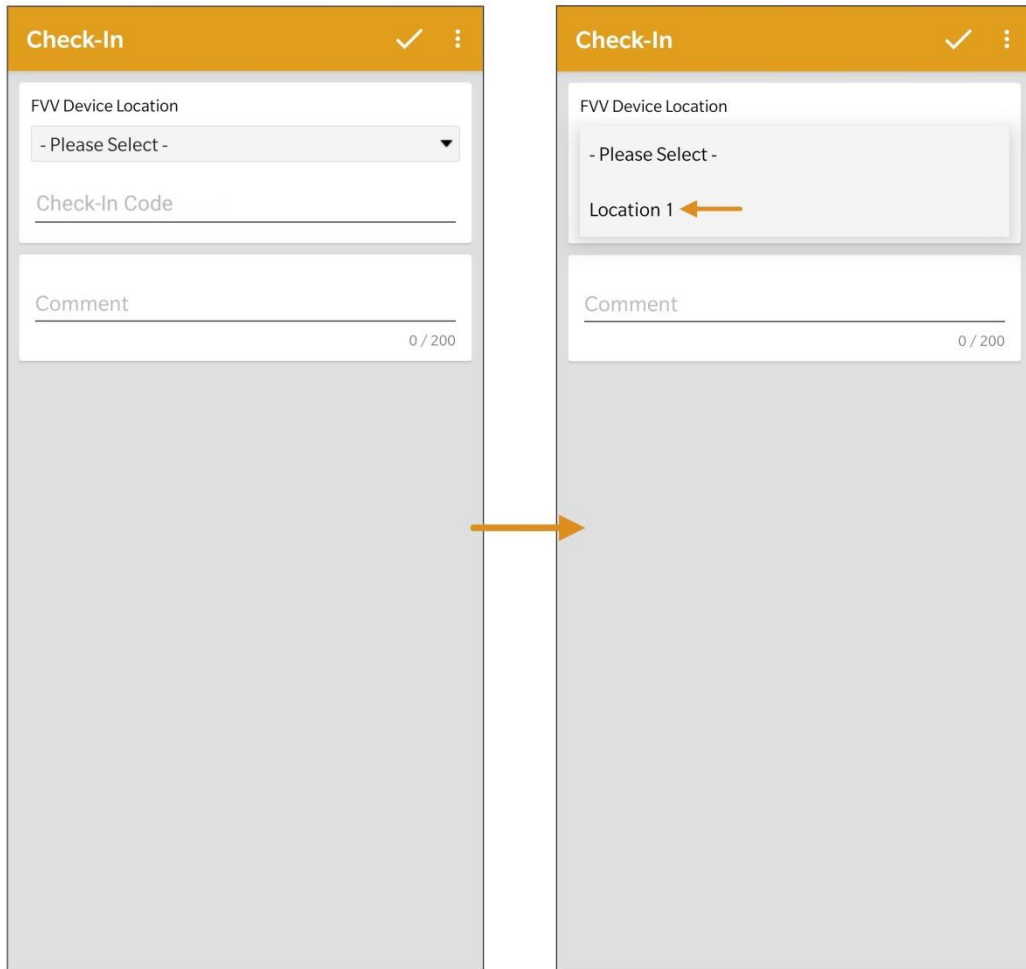 Check-In
FVV Device Location
- Please Select -
Check-In Code
Comment
0 / 200
Check-In
FVV Device Location
- Please Select -
Location 1
Comment
0 / 200